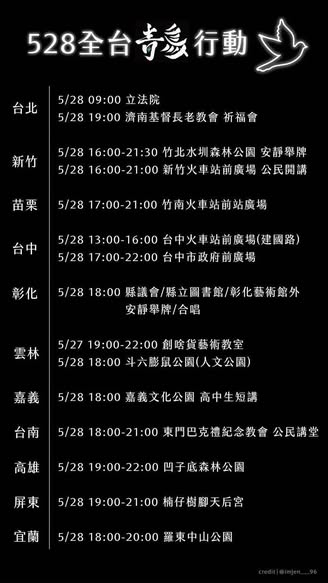 528全台青鳥行動
台北
5/28 09:00 立法院
5/28 19:00 濟南基督長老教會 祈福會
新竹
5/28 16:00-21:30 竹北水圳森林公園 安靜舉牌
5/28 16:00-21:00 新竹火車站前廣場 公民開講
苗栗
5/28 17:00-21:00 竹南火車站前站廣場
台中
5/28 13:00-16:00 台中火車站前廣場(建國路)
5/28 17:00-22:00 台中市政府前廣場
彰化
5/28 18:00 縣議會/縣立圖書館/彰化藝術館外
安靜舉牌/合唱
雲林
5/27 19:00-22:00 創啥貨藝術教室
5/28 18:00 斗六膨鼠公園(人文公園)
嘉義
5/28 18:00 嘉義文化公園 高中生短講
台南
5/28 18:00-21:00 東門巴克禮紀念教會 公民講堂
高雄
5/28 19:00-22:00 凹子底森林公園
屏東
5/28 19:00-21:00 楠仔樹腳天后宮
宜蘭
5/28 18:00-20:00 羅東中山公園
credit|@imjen___96